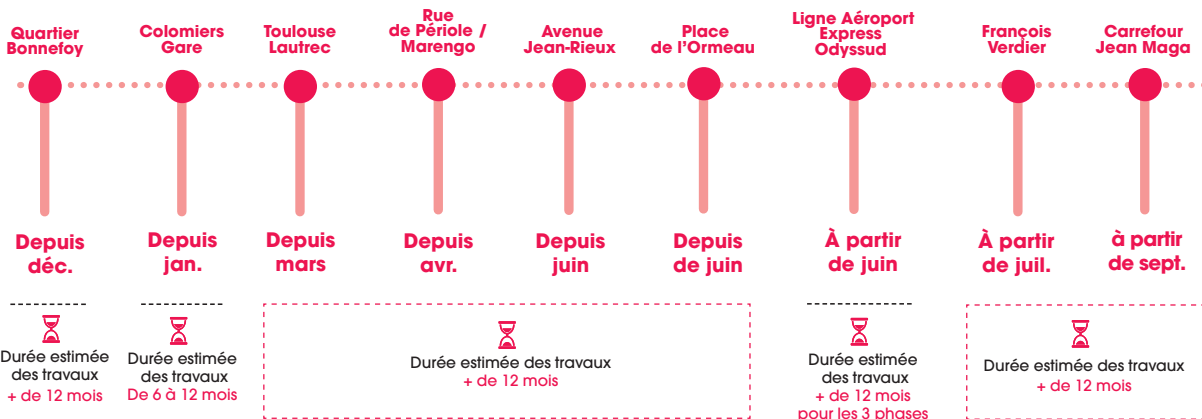 Quartier
Bonnefoy
Colomiers
Gare
Toulouse
Lautrec
Rue
de Périole /
Marengo
Avenue
Jean-Rieux
Place
de l'Ormeau
Ligne Aéroport
Express
Odyssud
François
Verdier
Carrefour
Jean Maga
Depuis
déc.
Depuis
jan.
Depuis
mars
Depuis
avr.
Depuis
juin
Depuis
de juin
À partir
de juin
À partir
de juil.
à partir
de sept.
Durée estimée
des travaux
+ de 12 mois
Durée estimée
des travaux
De 6 à 12 mois
Durée estimée des travaux
+ de 12 mois
Durée estimée
des travaux
+ de 12 mois
pour les 3 phases
Durée estimée des travaux
+ de 12 mois